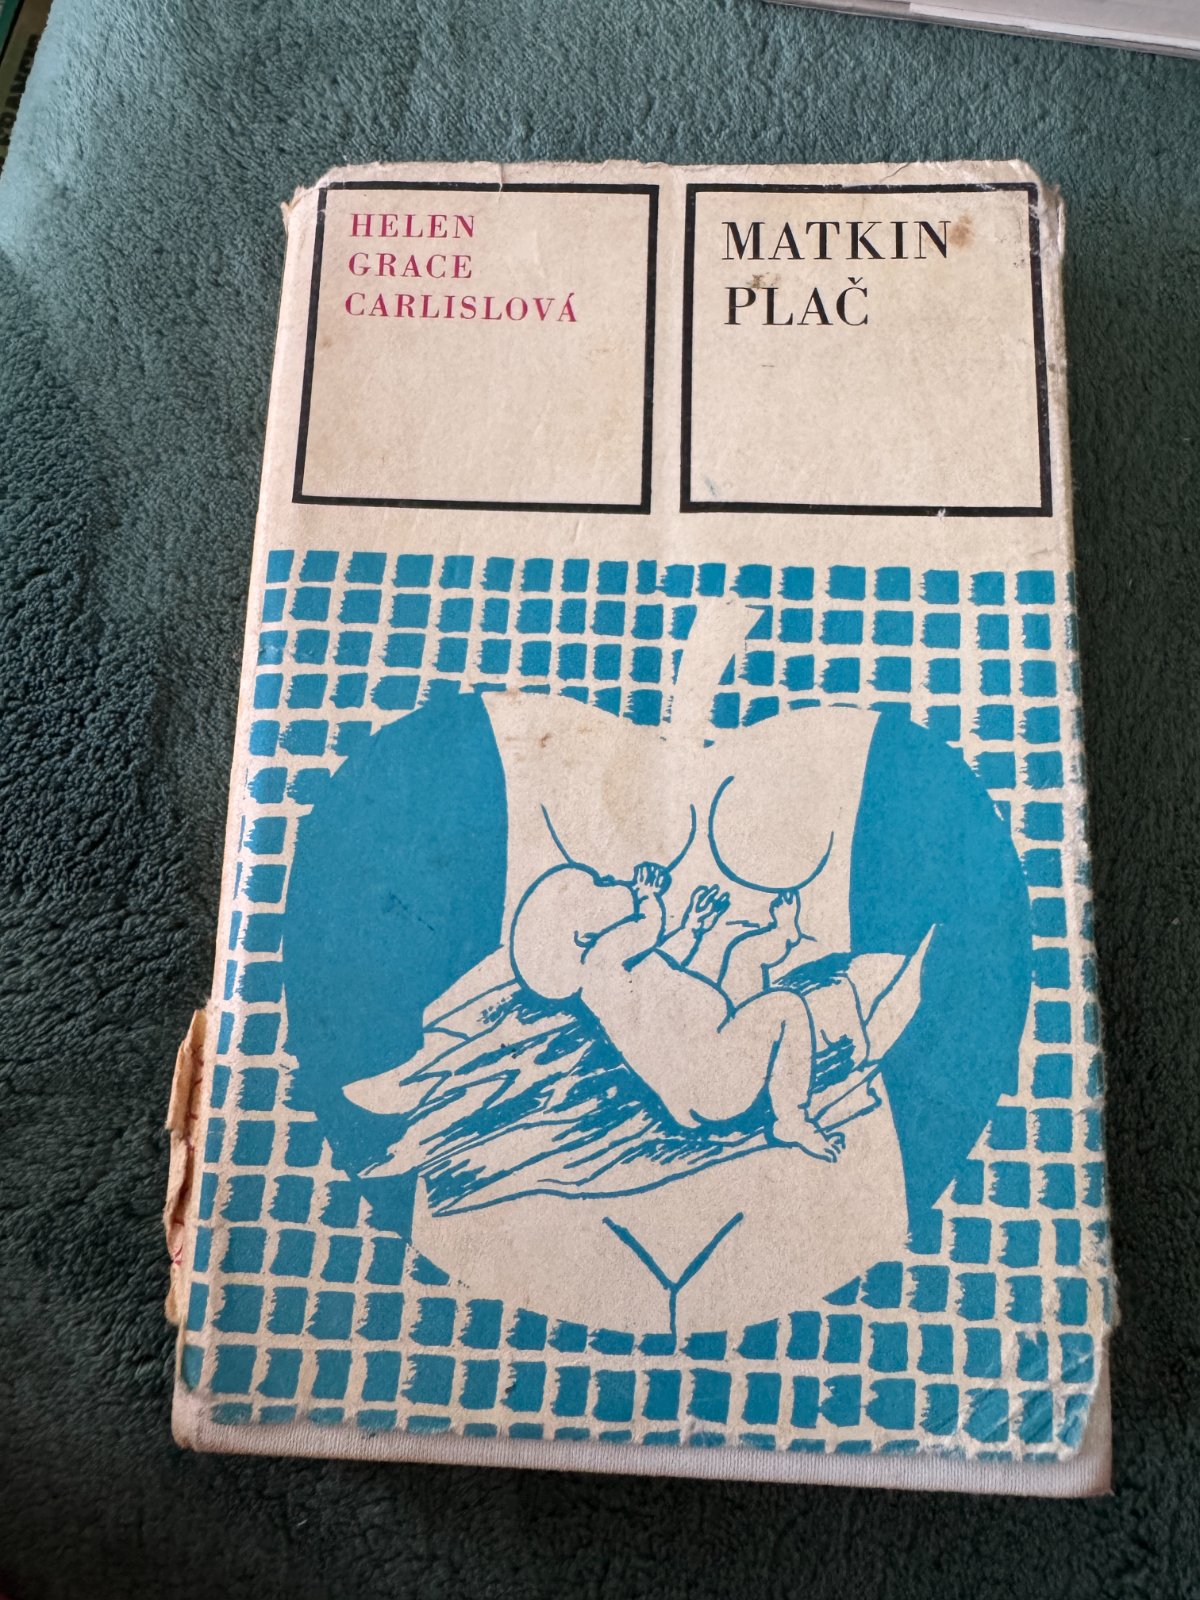 HELEN
GRACE
CARLISLOVÁ
MATKIN
PLAČ